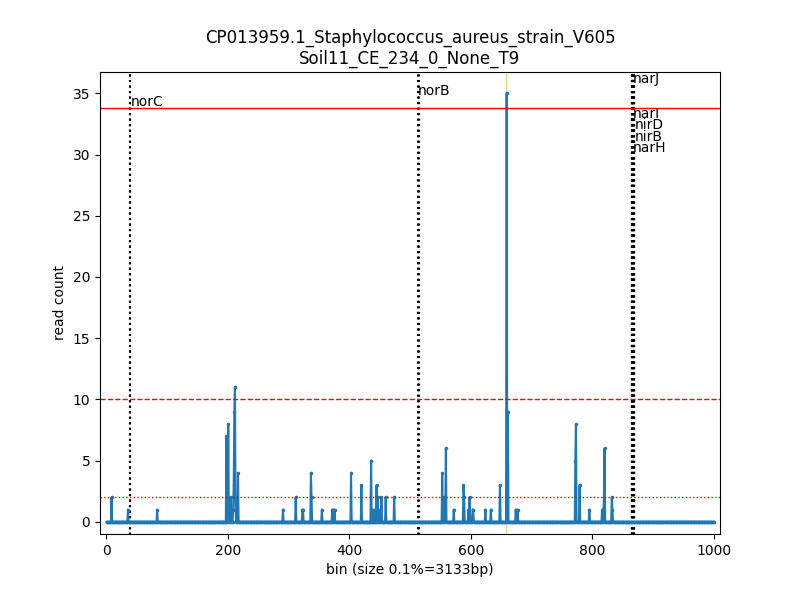 CP013959.1_Staphylococcus_aureus_strain_V605
Soil11_CE_234_0_None_T9
narJ
norB
norC
narI
nirD
nirB
narH
read count
35
30
25
20
15
10
5
0
0 200 400 600 800 1000
bin (size 0.1%=3133bp)